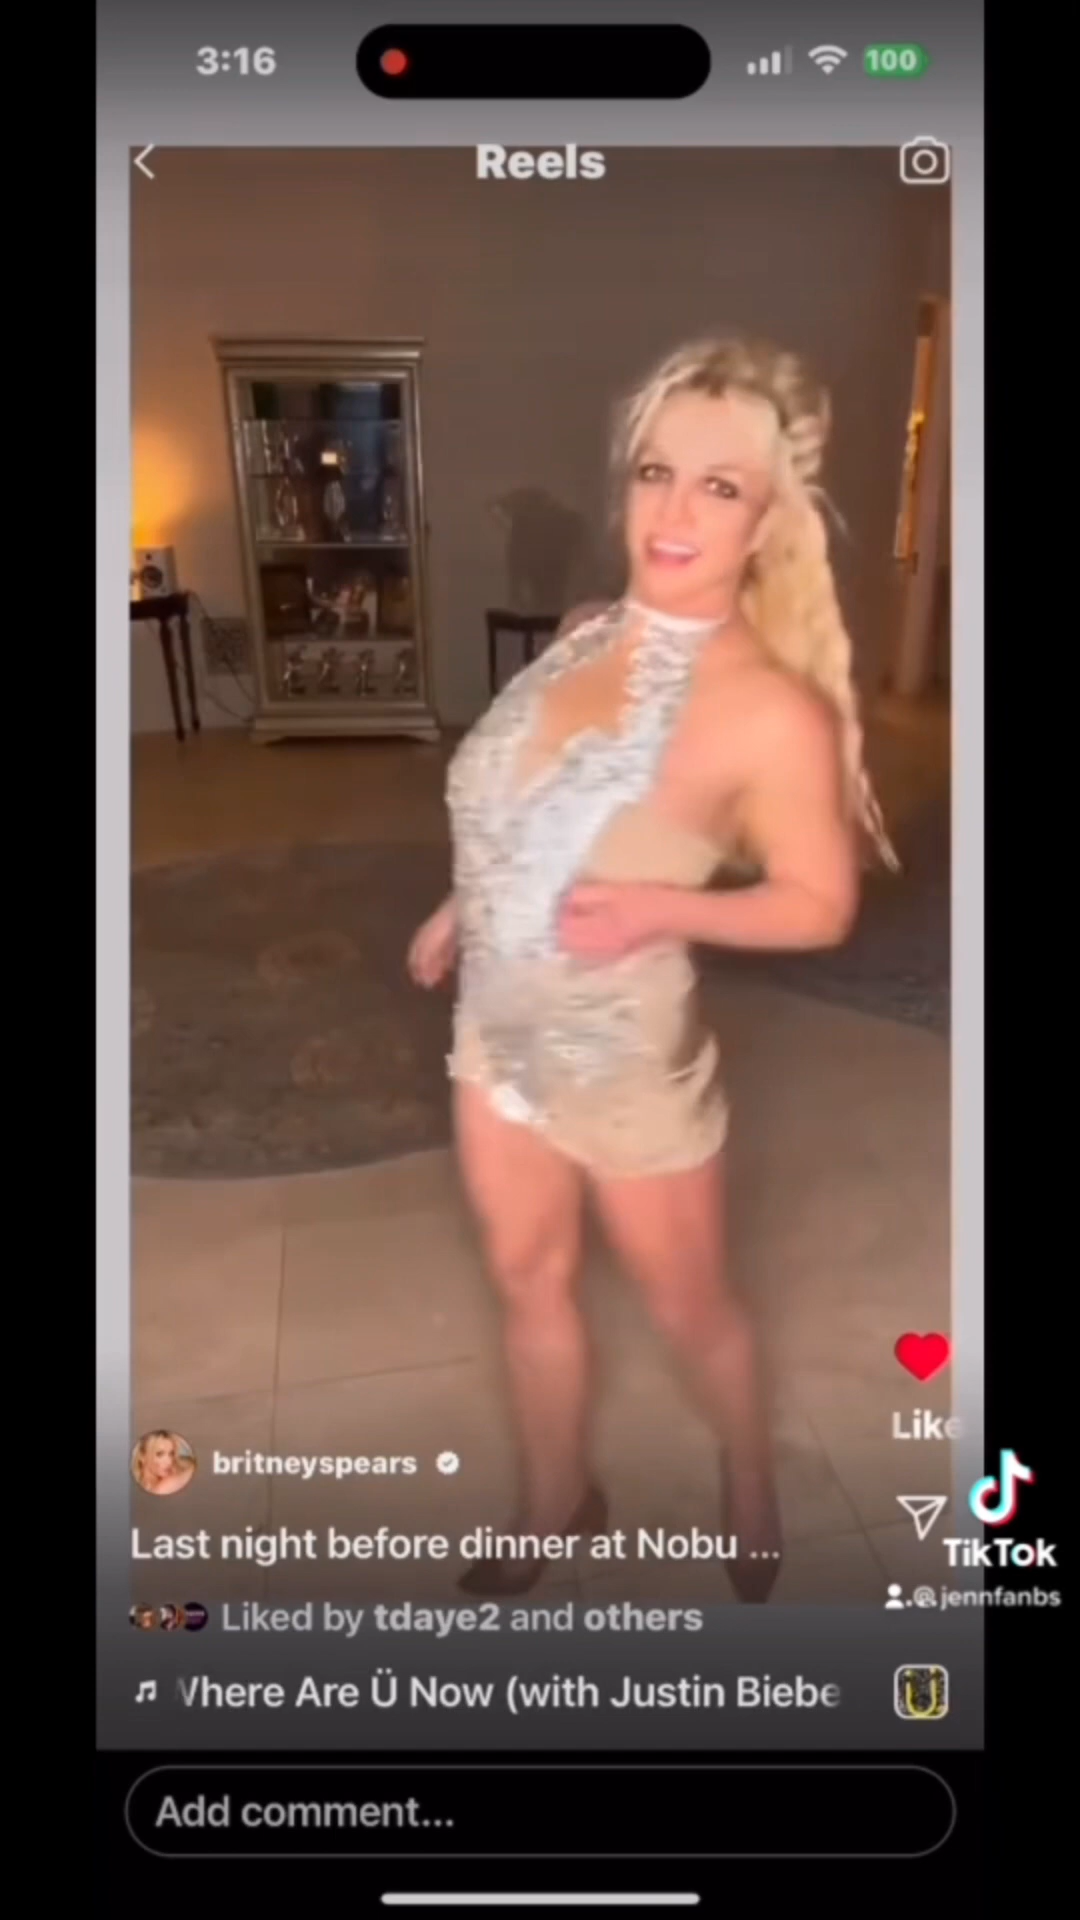 3:16
100
Reels
britneyspears
Last night before dinner at Nobu ...
TikTok
@jennfanbs
Like
Liked by tdaye2 and others
Vhere Are Ü Now (with Justin Biebe
Add comment...